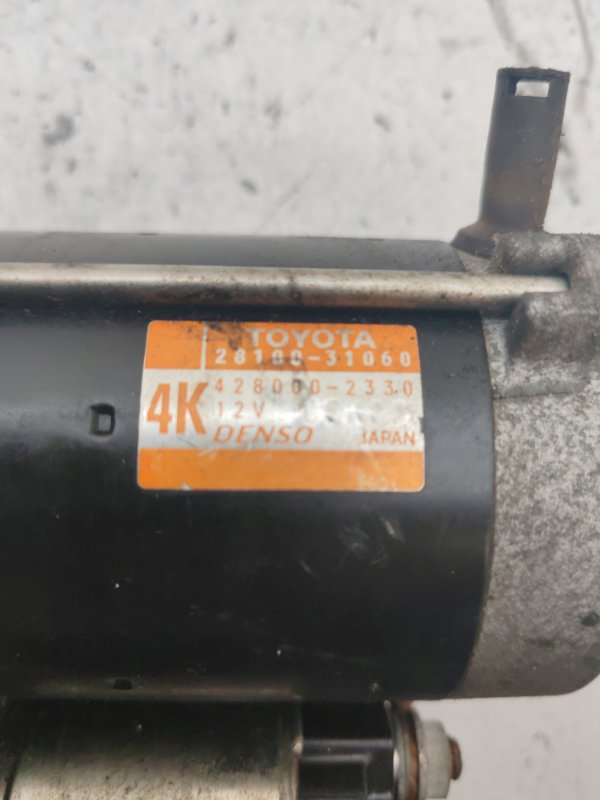 TOYOTA
28100-31060
4K
428000-2330
12V
DENSO JAPAN